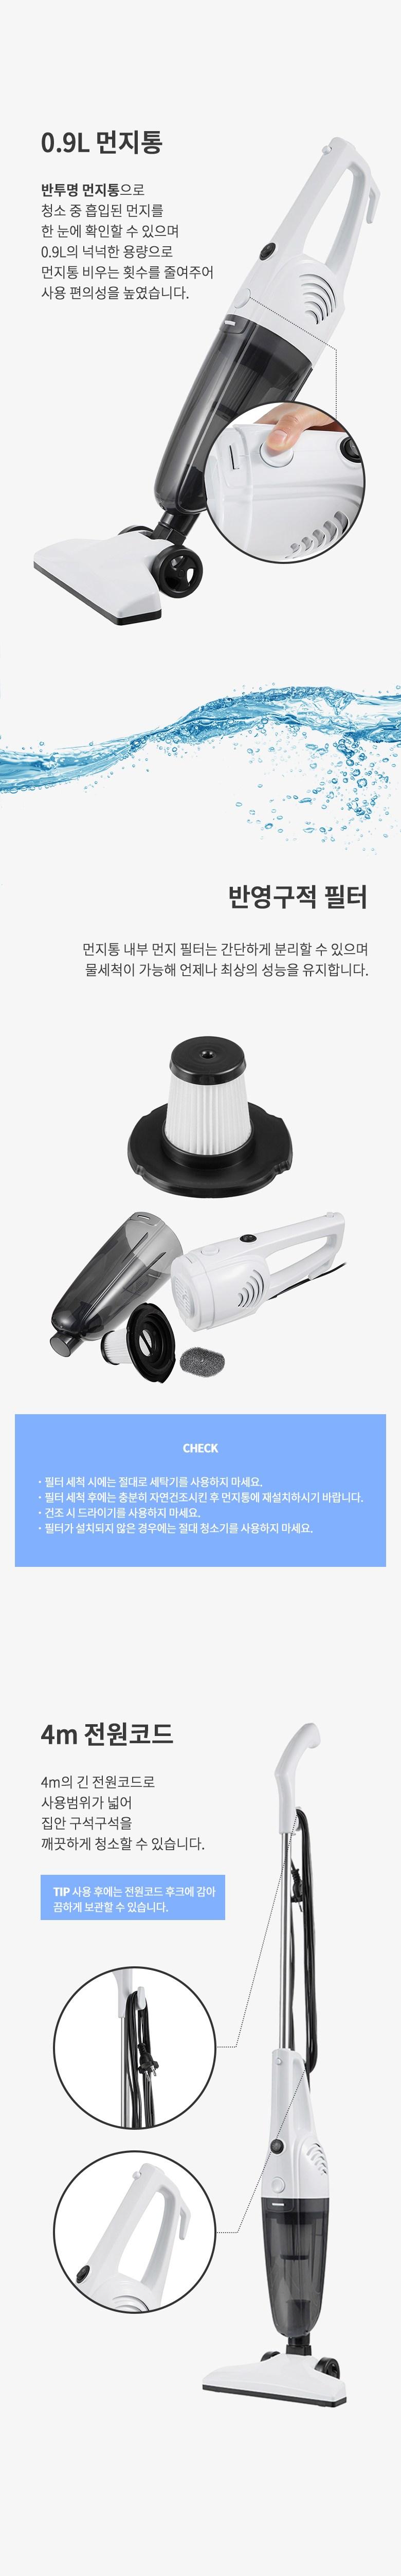 0.9L 먼지통
반투명 먼지통으로
청소 중 흡입된 먼지를
한 눈에 확인할 수 있으며
0.9L의 넉넉한 용량으로
먼지통 비우는 횟수를 줄여주어
사용 편의성을 높였습니다.
반영구적 필터
먼지통 내부 먼지 필터는 간단하게 분리할 수 있으며
물세척이 가능해 언제나 최상의 성능을 유지합니다.
CHECK
· 필터 세척 시에는 절대로 세탁기를 사용하지 마세요.
· 필터 세척 후에는 충분히 자연건조시킨 후 먼지통에 재설치하시기 바랍니다.
· 건조 시 드라이기를 사용하지 마세요.
· 필터가 설치되지 않은 경우에는 절대 청소기를 사용하지 마세요.
4m 전원코드
4m의 긴 전원코드로
사용범위가 넓어
집안 구석구석을
깨끗하게 청소할 수 있습니다.
TIP 사용 후에는 전원코드 후크에 감아
끔하게 보관할 수 있습니다.